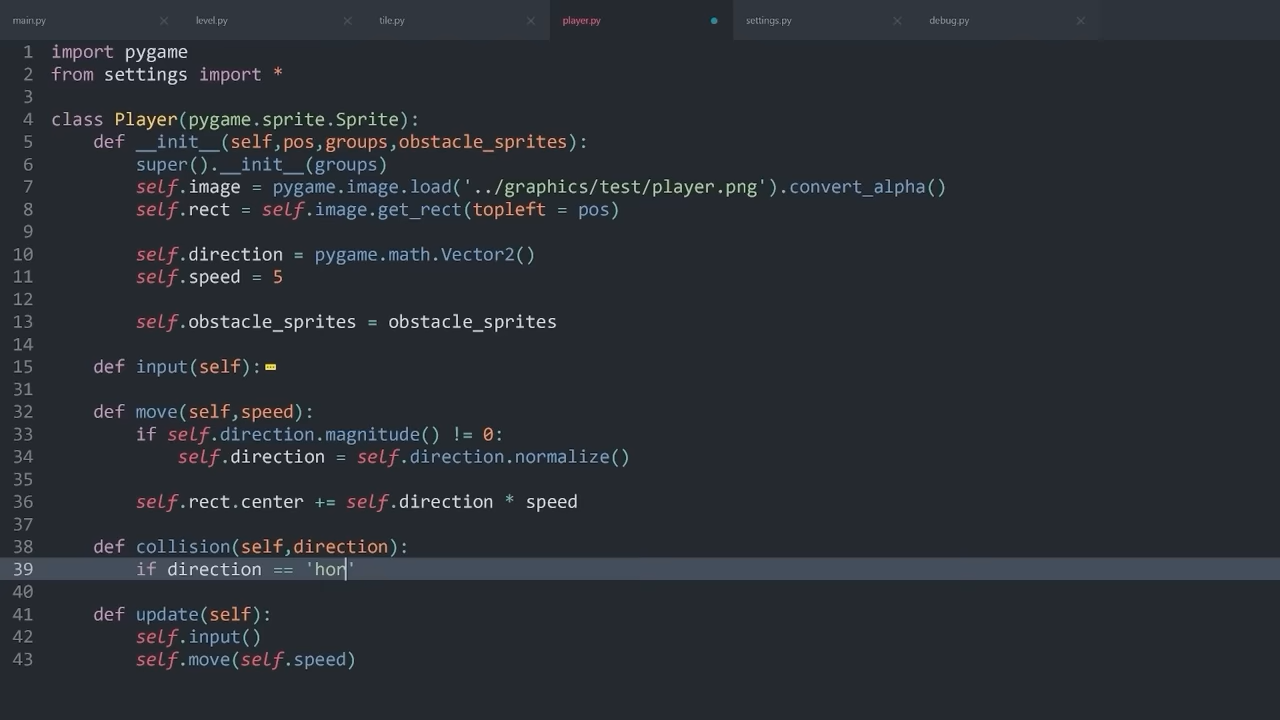 main.py level.py tile.py player.py settings.py debug.py
1 import pygame
2 from settings import *
3
4 class Player(pygame.sprite.Sprite):
5     def __init__(self,pos,groups,obstacle_sprites):
6         super().__init__(groups)
7         self.image = pygame.image.load('../graphics/test/player.png').convert_alpha()
8         self.rect = self.image.get_rect(topleft = pos)
9
10         self.direction = pygame.math.Vector2()
11         self.speed = 5
12
13         self.obstacle_sprites = obstacle_sprites
14
15     def input(self):
31
32     def move(self,speed):
33         if self.direction.magnitude() != 0:
34             self.direction = self.direction.normalize()
35
36         self.rect.center += self.direction * speed
37
38     def collision(self,direction):
39         if direction == 'hor'
40
41     def update(self):
42         self.input()
43         self.move(self.speed)